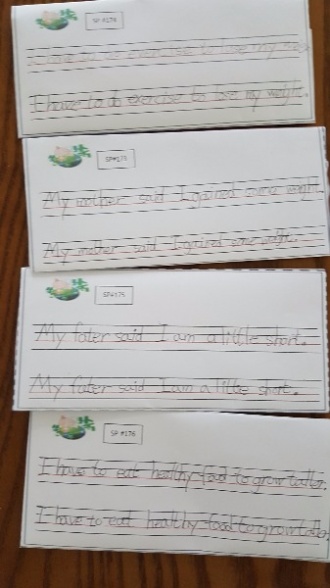 SP #174
I have to do exercise to lose my weight.
I have to do exercise to lose my weight.
SP#175
My mother said I gained some weight.
My mother said I gained some weight.
SP#175
My fater said I am a little short.
My fater said I am a little short.
SP #176
I have to eat healthy food to grow taller.
I have to eat healthy food to grow taller.